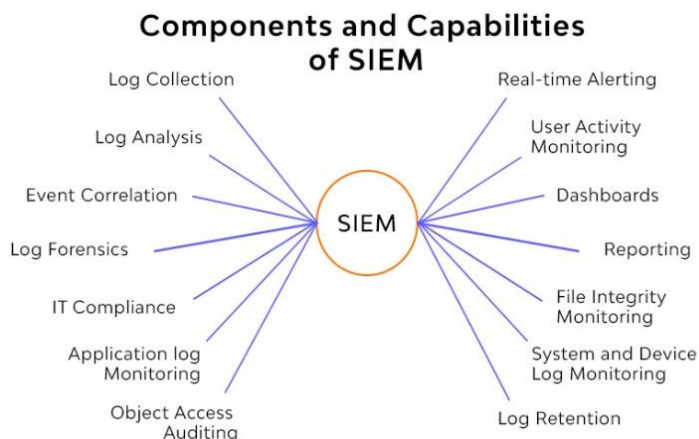 Components and Capabilities
of SIEM
Log Collection
Log Analysis
Event Correlation
Log Forensics
IT Compliance
Application log
Monitoring
Object Access
Auditing
SIEM
Real-time Alerting
User Activity
Monitoring
Dashboards
Reporting
File Integrity
Monitoring
System and Device
Log Monitoring
Log Retention